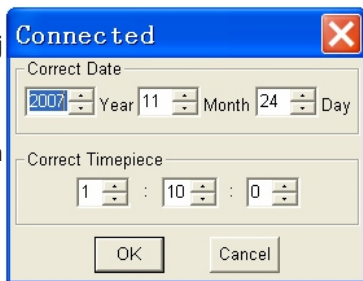 Connected
Correct Date
2007 Year 11 Month 24 Day
Correct Timepiece
1 : 10 : 0
OK Cancel